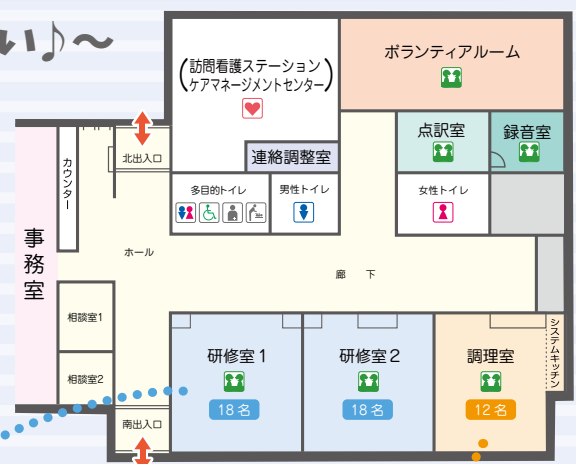 い♪～
訪問看護ステーション
ケアマネージメントセンター
ボランティアルーム
点訳室
録音室
連絡調整室
北出入口
カウンター
多目的トイレ
男性トイレ
女性トイレ
事務室
ホール
廊下
相談室1
相談室2
研修室1
18名
研修室2
18名
調理室
12名
システムキッチン
南出入口